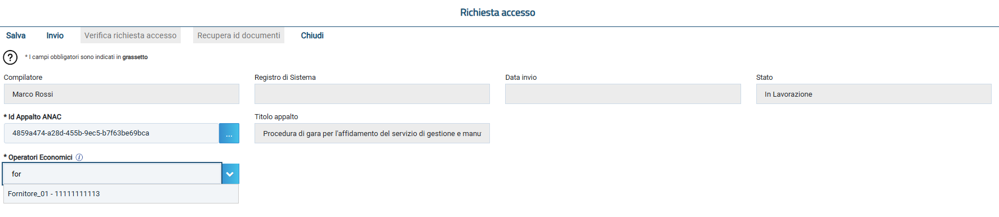 Richiesta accesso
Salva Invio Verifica richiesta accesso Recupera id documenti Chiudi
? * I campi obbligatori sono indicati in grassetto
Compilatore Registro di Sistema Data invio Stato
Marco Rossi In Lavorazione
* Id Appalto ANAC Titolo appalto
4859a474-a28d-455b-9ec5-b7f63be69bca ... Procedura di gara per l'affidamento del servizio di gestione e manu
* Operatori Economici i
for
Fornitore_01 - 11111111113